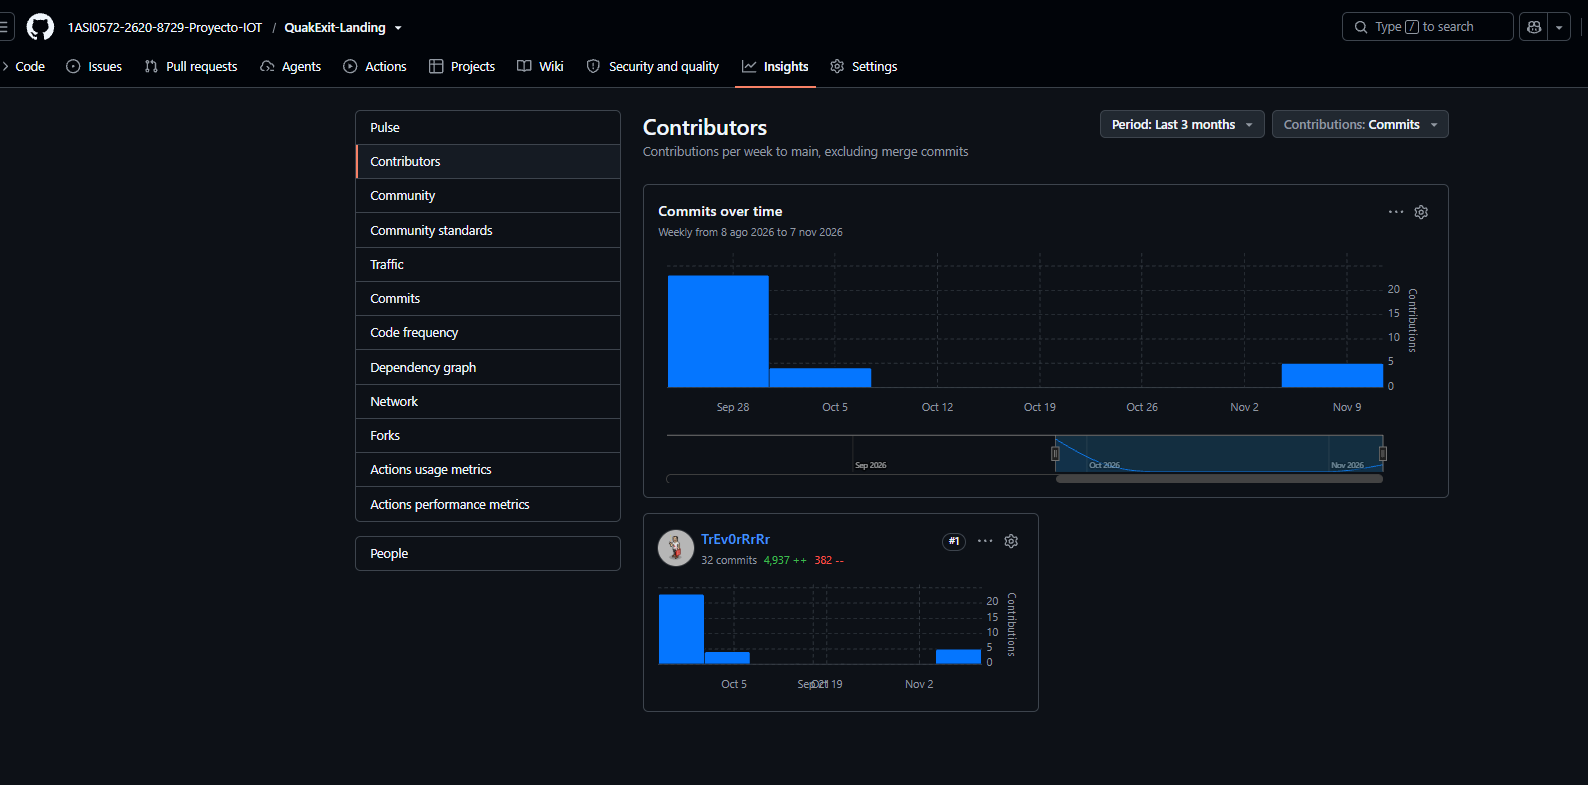 1ASI0572-2620-8729-Proyecto-IOT / QuakExit-Landing
Type / to search
Code Issues Pull requests Agents Actions Projects Wiki Security and quality Insights Settings
Pulse
Contributors
Community
Community standards
Traffic
Commits
Code frequency
Dependency graph
Network
Forks
Actions usage metrics
Actions performance metrics
People
Contributors
Period: Last 3 months
Contributions: Commits
Contributions per week to main, excluding merge commits
Commits over time
Weekly from 8 ago 2026 to 7 nov 2026
20
15
10
5
0
Contributions
Sep 28 Oct 5 Oct 12 Oct 19 Oct 26 Nov 2 Nov 9
Sep 2026 Oct 2026 Nov 2026
TrEv0rRrRr
#1
32 commits 4,937 ++ 382 --
20
15
10
5
0
Contributions
Oct 5 Oct 19 Nov 2